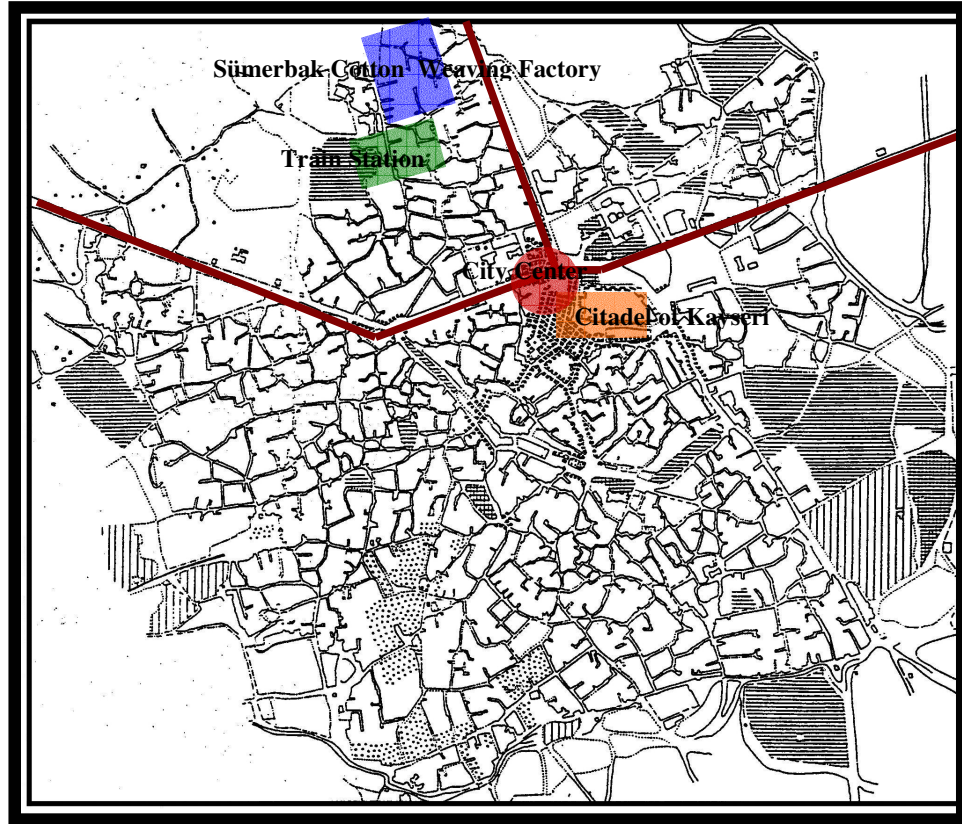 Sümerbak Cotton Weaving Factory
Train Station
City Center
Citadel of Kayseri